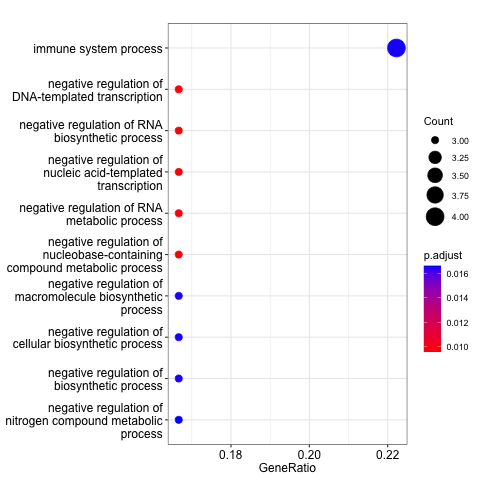 immune system process
negative regulation of
DNA-templated transcription
negative regulation of RNA
biosynthetic process
negative regulation of
nucleic acid-templated
transcription
negative regulation of RNA
metabolic process
negative regulation of
nucleobase-containing
compound metabolic process
negative regulation of
macromolecule biosynthetic
process
negative regulation of
cellular biosynthetic process
negative regulation of
biosynthetic process
negative regulation of
nitrogen compound metabolic
process
0.18
0.20
0.22
GeneRatio
Count
3.00
3.25
3.50
3.75
4.00
p.adjust
0.016
0.014
0.012
0.010